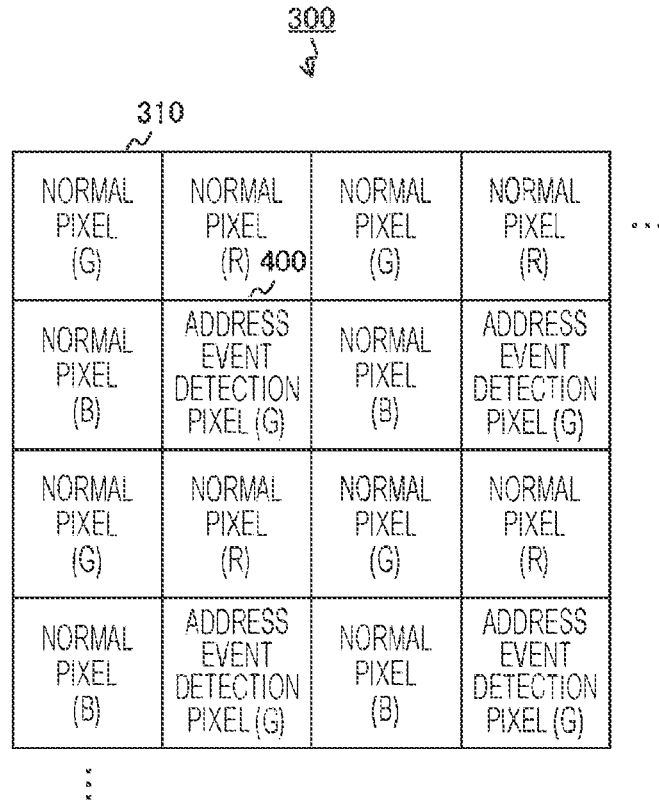 300
310
NORMAL
PIXEL
(G)
NORMAL
PIXEL
(R)
NORMAL
PIXEL
(G)
NORMAL
PIXEL
(R)
...
400
NORMAL
PIXEL
(B)
ADDRESS
EVENT
DETECTION
PIXEL (G)
NORMAL
PIXEL
(B)
ADDRESS
EVENT
DETECTION
PIXEL (G)
NORMAL
PIXEL
(G)
NORMAL
PIXEL
(R)
NORMAL
PIXEL
(G)
NORMAL
PIXEL
(R)
NORMAL
PIXEL
(B)
ADDRESS
EVENT
DETECTION
PIXEL (G)
NORMAL
PIXEL
(B)
ADDRESS
EVENT
DETECTION
PIXEL (G)